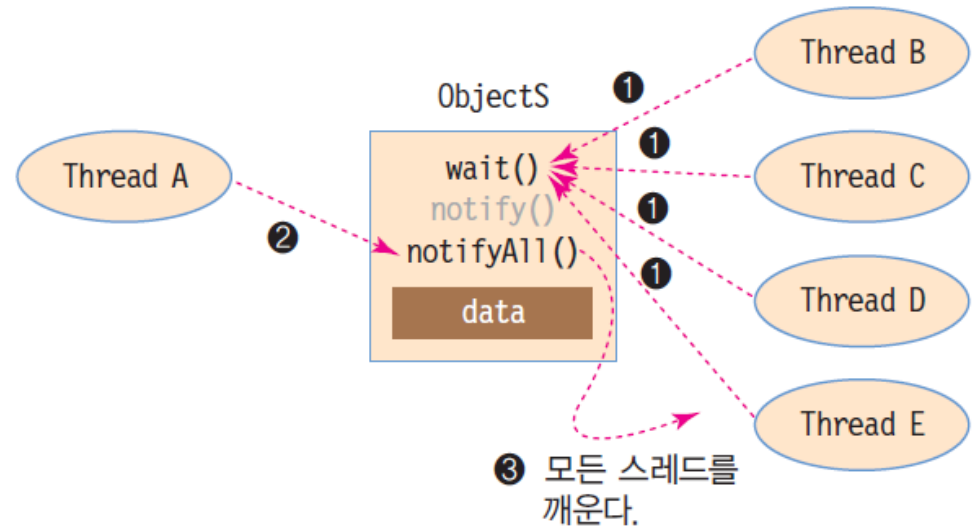 Thread B
ObjectS
❶
Thread A
wait()
❶
Thread C
notify()
❶
❷
notifyAll()
❶
data
Thread D
Thread E
❸ 모든 스레드를
깨운다.